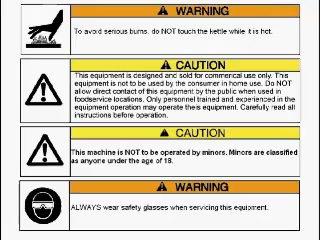 WARNING
To avoid serious burns, do NOT touch the kettle while it is hot.
CAUTION
This equipment is designed and sold for commercial use only. This
equipment is not to be used by the consumer in home use. Do NOT
allow direct contact of this equipment by the public when used in
foodservice locations. Only personnel trained and experienced in the
equipment operation may operate the equipment. Carefully read all
instructions before operation.
CAUTION
This machine is NOT to be operated by minors. Minors are classified
as anyone under the age of 18.
WARNING
ALWAYS wear safety glasses when servicing this equipment.